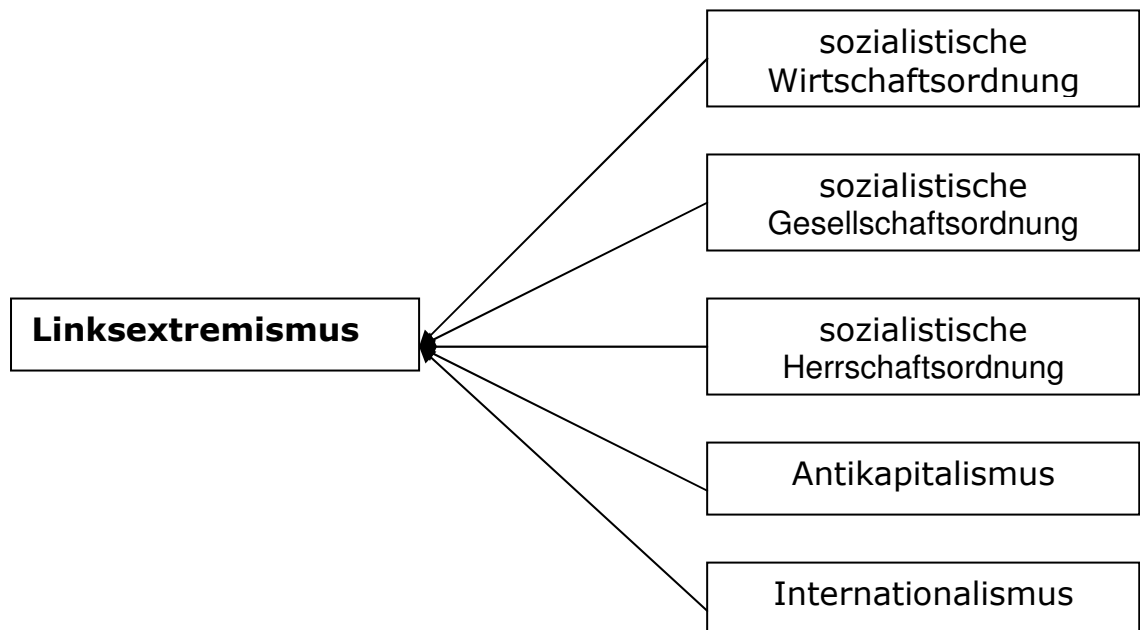 sozialistische
Wirtschaftsordnung
sozialistische
Gesellschaftsordnung
Linksextremismus
sozialistische
Herrschaftsordnung
Antikapitalismus
Internationalismus